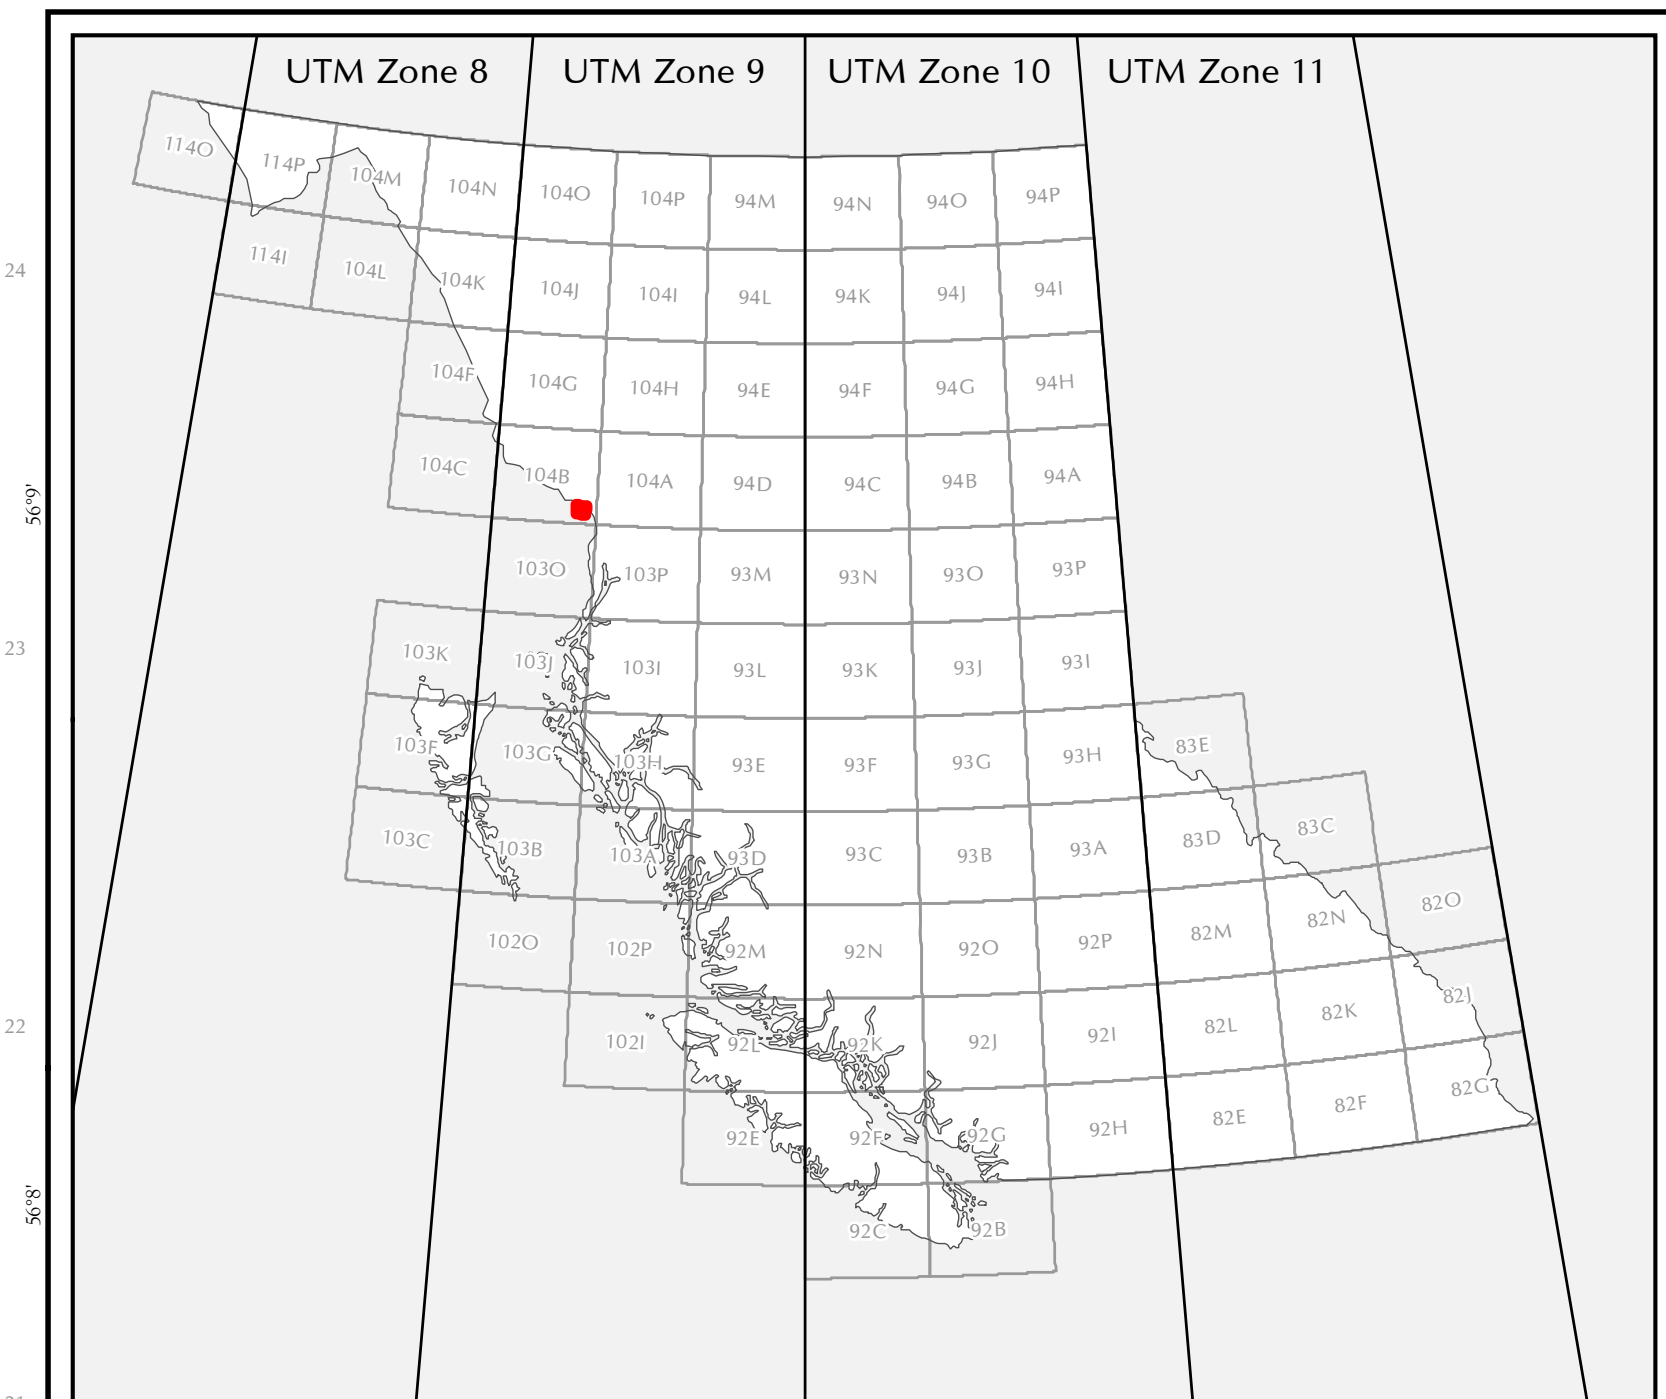 UTM Zone 8 UTM Zone 9 UTM Zone 10 UTM Zone 11
114O 114P 104M 104N 104O 104P 94M 94N 94O 94P
24 114I 104L 104K 104J 104I 94L 94K 94J 94I
104F 104G 104H 94E 94F 94G 94H
104C 104B 104A 94D 94C 94B 94A
56°9'
103O 103P 93M 93N 93O 93P
23 103K 103J 103I 93L 93K 93J 93I
103F 103G 103H 93E 93F 93G 93H 83E
103C 103B 103A 93D 93C 93B 93A 83D 83C
102O 102P 92M 92N 92O 92P 82M 82N 82O
22 102I 92L 92K 92J 92I 82L 82K 82J
92E 92F 92G 92H 82E 82F 82G
56°8'
92C 92B